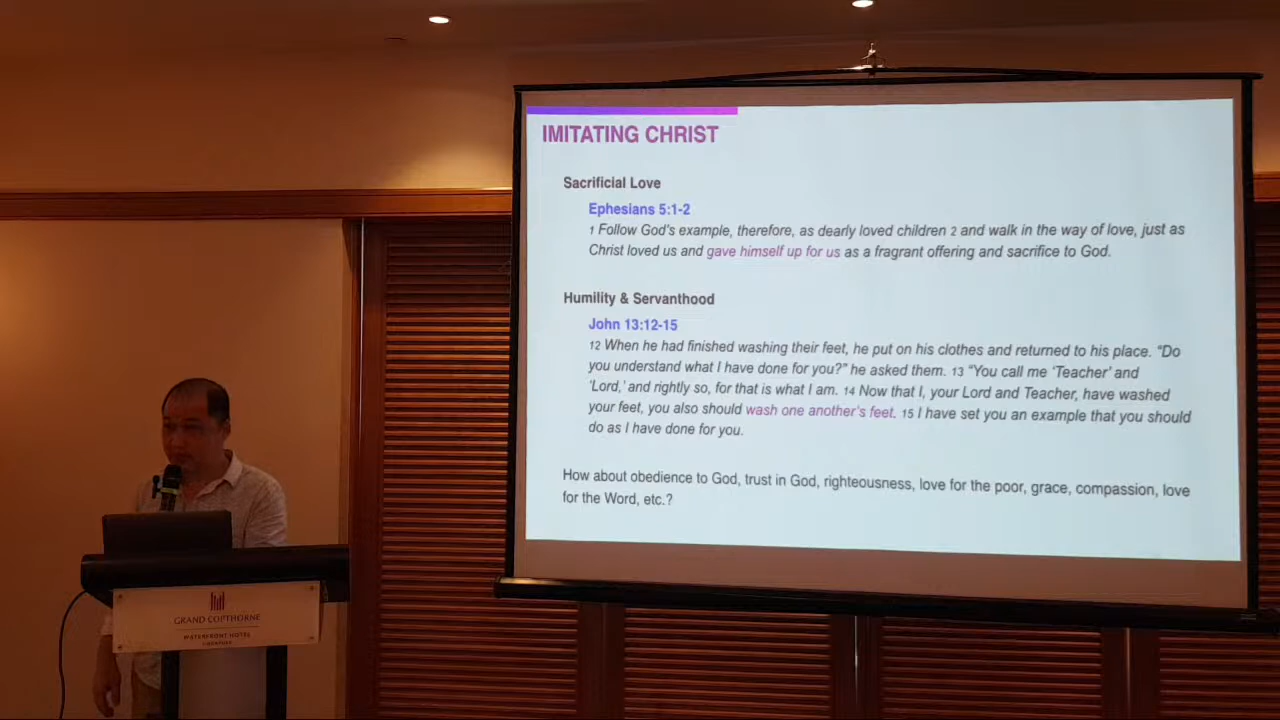 IMITATING CHRIST
Sacrificial Love
Ephesians 5:1-2
1 Follow God's example, therefore, as dearly loved children 2 and walk in the way of love, just as
Christ loved us and gave himself up for us as a fragrant offering and sacrifice to God.
Humility & Servanthood
John 13:12-15
12 When he had finished washing their feet, he put on his clothes and returned to his place. “Do
you understand what I have done for you?” he asked them. 13 “You call me ‘Teacher’ and
‘Lord,’ and rightly so, for that is what I am. 14 Now that I, your Lord and Teacher, have washed
your feet, you also should wash one another’s feet. 15 I have set you an example that you should
do as I have done for you.
How about obedience to God, trust in God, righteousness, love for the poor, grace, compassion, love
for the Word, etc.?
GRAND COPTHORNE
WATERFRONT HOTEL